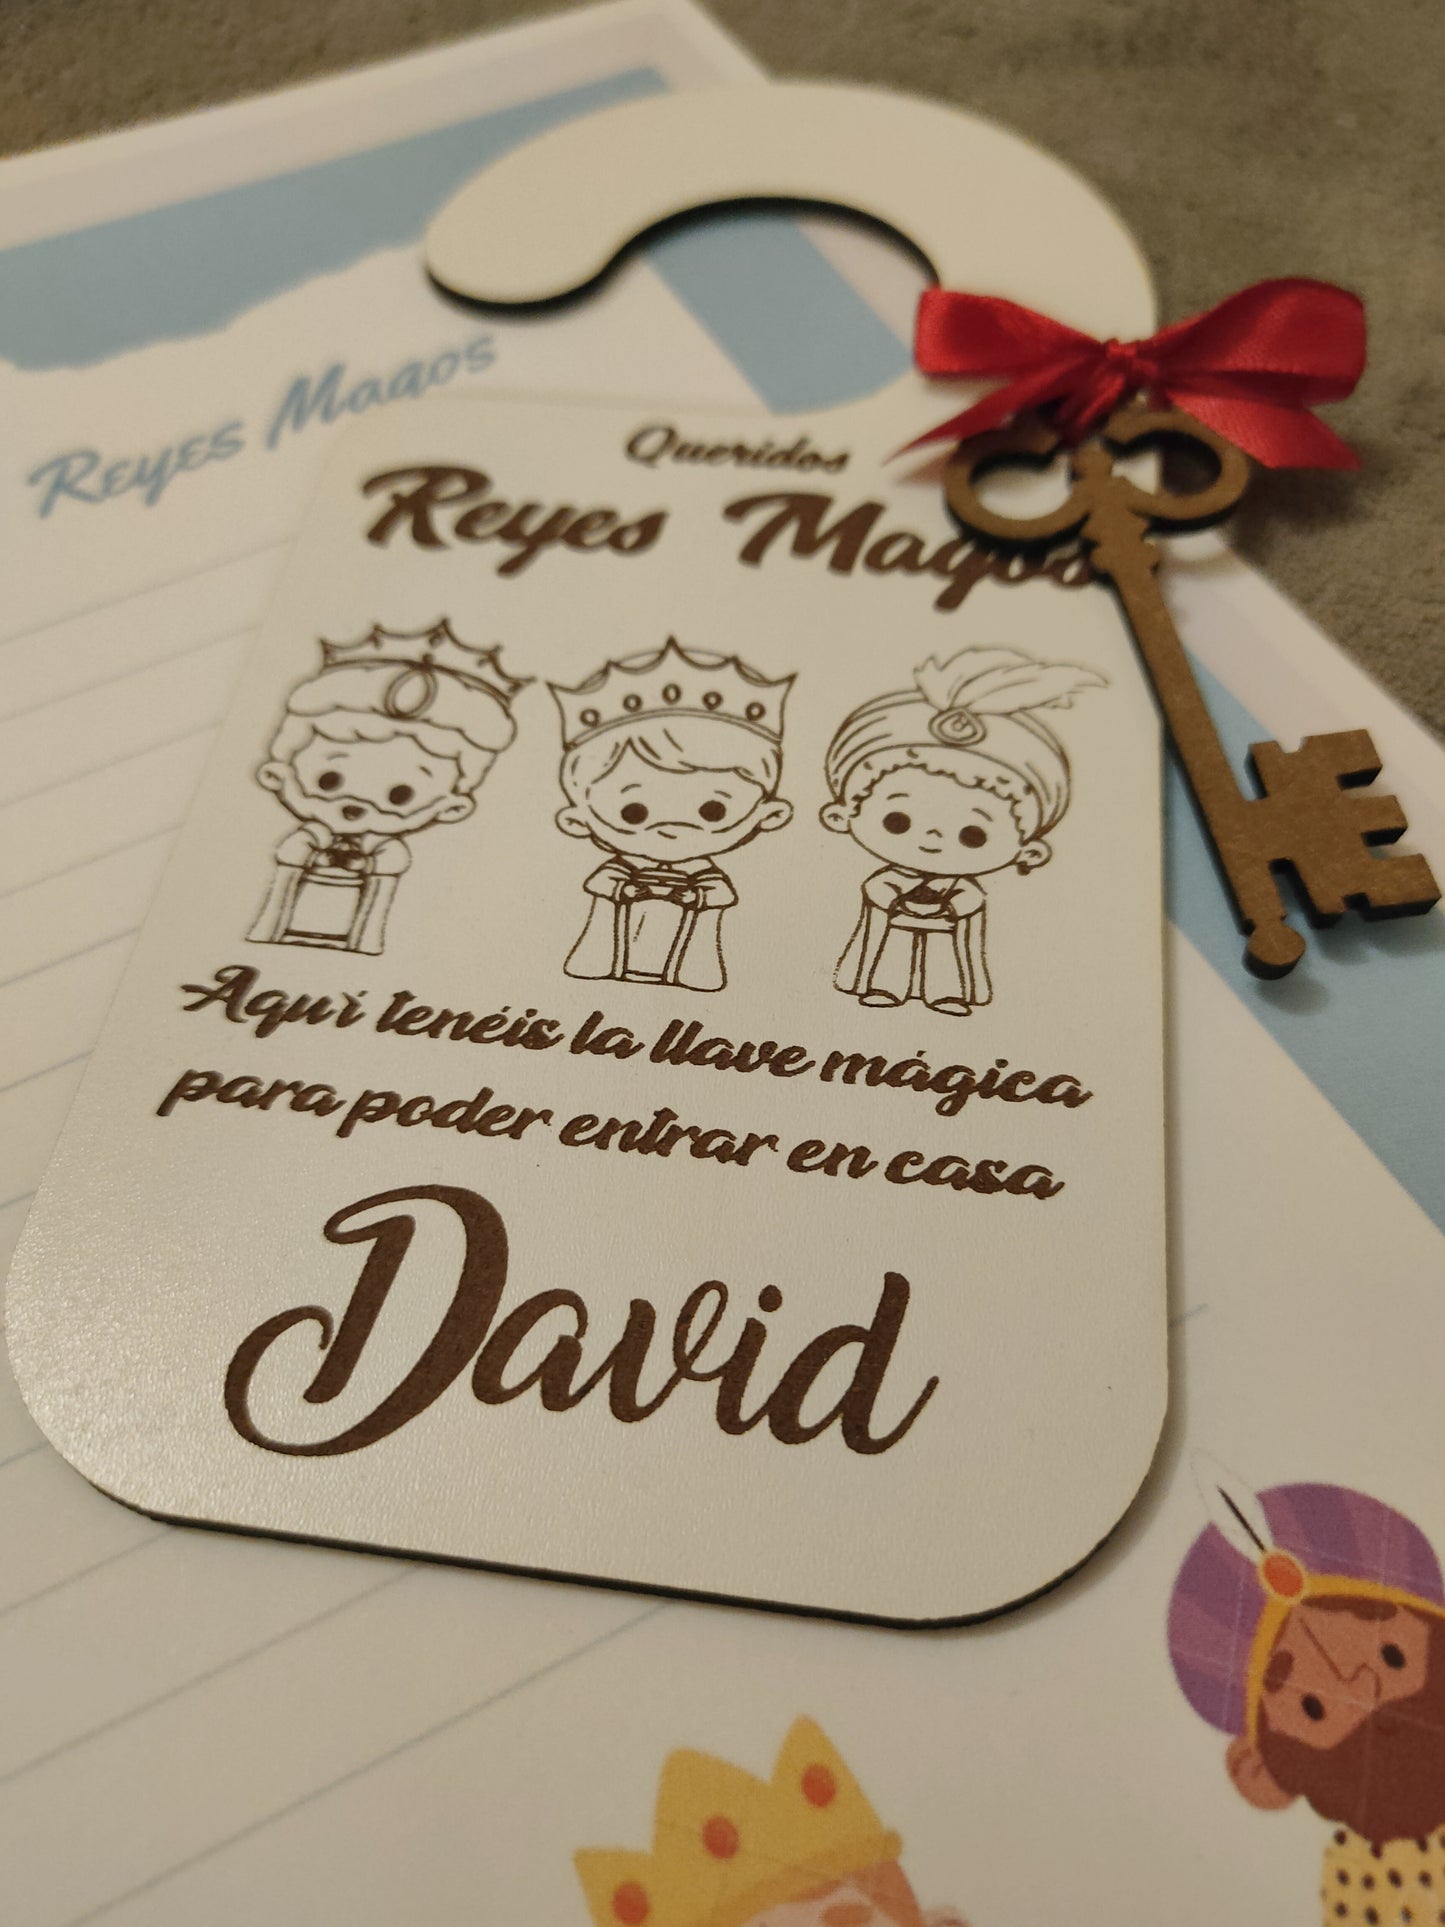 Reyes Magos
Queridos
Reyes Magos
Aquí tenéis la llave mágica
para poder entrar en casa
David